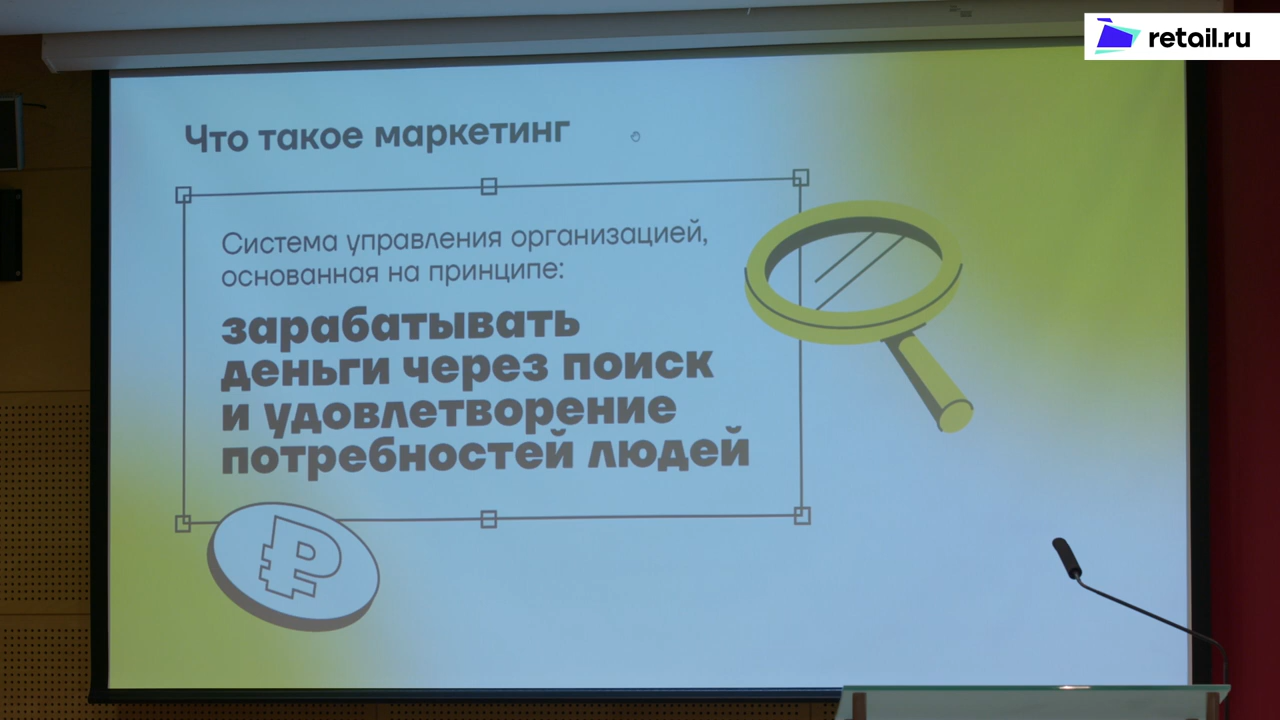 retail.ru
Что такое маркетинг
Система управления организацией,
основанная на принципе:
зарабатывать
деньги через поиск
и удовлетворение
потребностей людей
₽